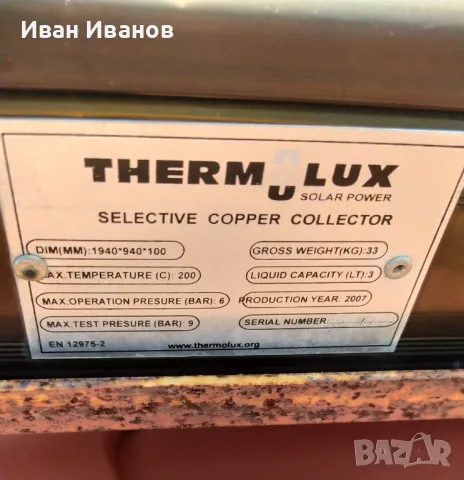 Иван Иванов
THERMOLUX
SOLAR POWER
SELECTIVE COPPER COLLECTOR
DIM(MM):1940*940*100
GROSS WEIGHT(KG):33
AX.TEMPERATURE (C): 200
LIQUID CAPACITY (LT):3
MAX.OPERATION PRESURE (BAR): 6
PRODUCTION YEAR: 2007
MAX.TEST PRESURE (BAR): 9
SERIAL NUMBER......./......
EN 12975-2
www.thermolux.org
BAZAR